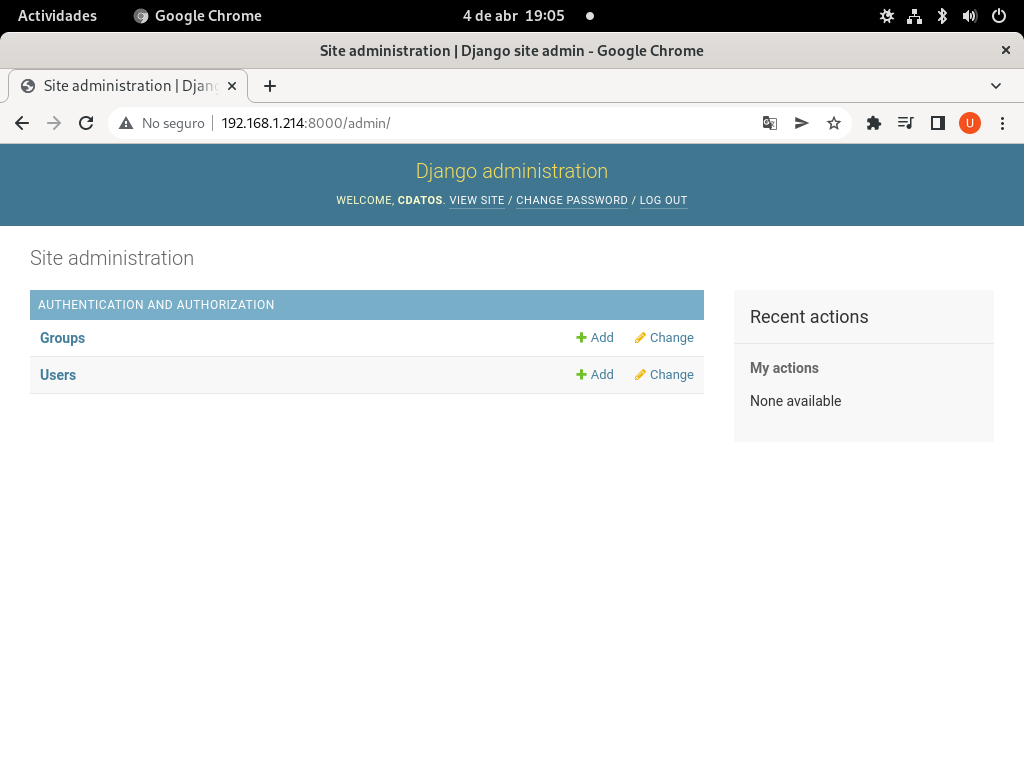 Actividades Google Chrome 4 de abr 19:05
Site administration | Django site admin - Google Chrome
Site administration | Djang
No seguro 192.168.1.214:8000/admin/ U
Django administration
WELCOME, CDATOS. VIEW SITE / CHANGE PASSWORD / LOG OUT
Site administration
AUTHENTICATION AND AUTHORIZATION
Groups Add Change
Users Add Change
Recent actions
My actions
None available